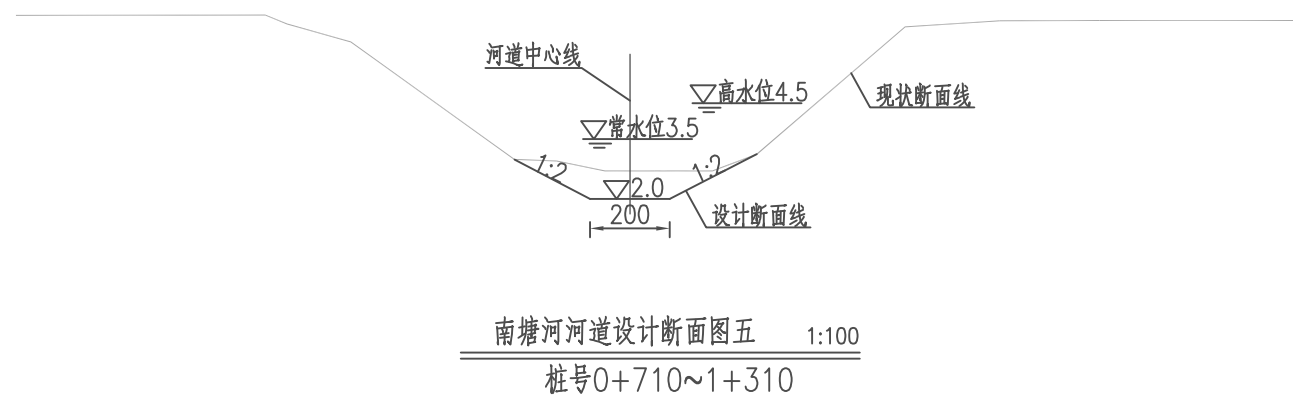 河道中心线
高水位4.5
现状断面线
常水位3.5
1:2
1:2
2.0
200
设计断面线
南塘河河道设计断面图五 1:100
桩号0+710~1+310